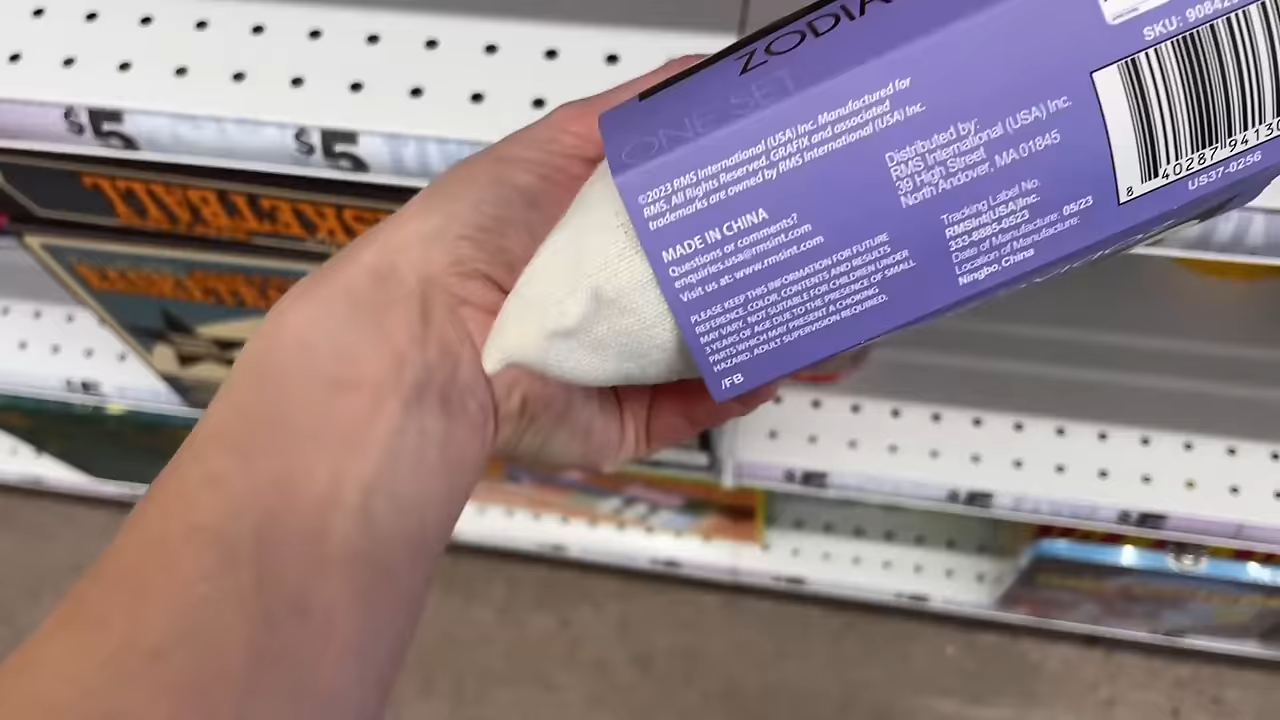 ZODIA
SKU: 90842
ONE SET
©2023 RMS International (USA) Inc. Manufactured for
RMS. All Rights Reserved. GRAFIX and associated
trademarks are owned by RMS International (USA) Inc.
MADE IN CHINA
Questions or comments?
enquiries.usa@rmsint.com
Visit us at: www.rmsint.com
PLEASE KEEP THIS INFORMATION FOR FUTURE
REFERENCE. COLOR, CONTENTS AND RESULTS
MAY VARY. NOT SUITABLE FOR CHILDREN UNDER
3 YEARS OF AGE DUE TO THE PRESENCE OF SMALL
PARTS WHICH MAY PRESENT A CHOKING
HAZARD. ADULT SUPERVISION REQUIRED.
/FB
Distributed by:
RMS International (USA) Inc.
39 High Street
North Andover, MA 01845
Tracking Label No.
RMSint(USA)Inc.
333-8885-0523
Date of Manufacture: 05/23
Location of Manufacture:
Ningbo, China
8 40287 94130
US37-0256
$5
$5
SKETBALL